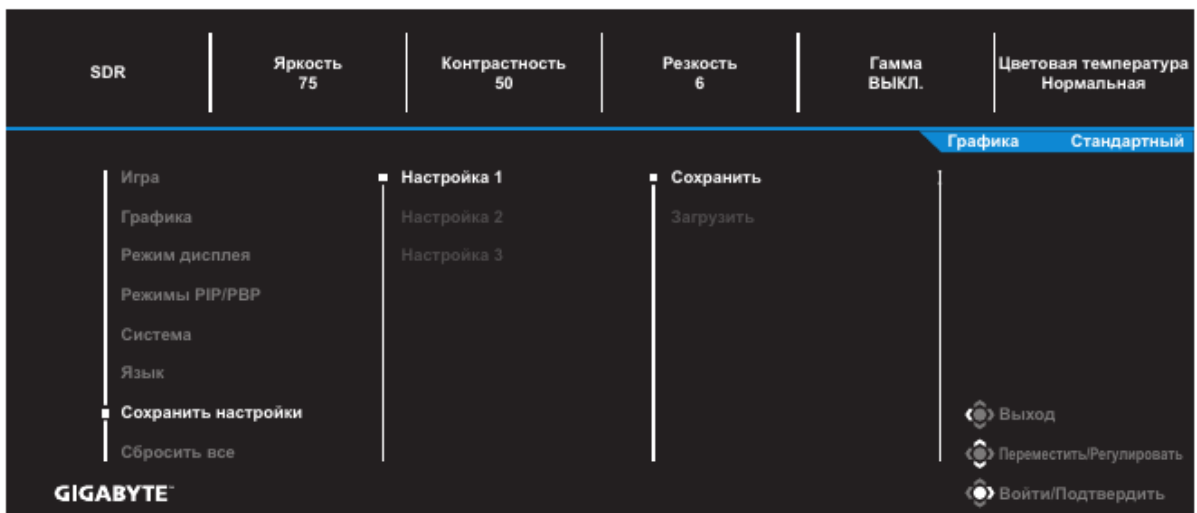 SDR
Яркость
75
Контрастность
50
Резкость
6
Гамма
ВЫКЛ.
Цветовая температура
Нормальная
Графика Стандартный
Игра
Графика
Режим дисплея
Режимы PIP/PBP
Система
Язык
Сохранить настройки
Сбросить все
Настройка 1
Настройка 2
Настройка 3
Сохранить
Загрузить
Выход
Переместить/Регулировать
Войти/Подтвердить
GIGABYTE™